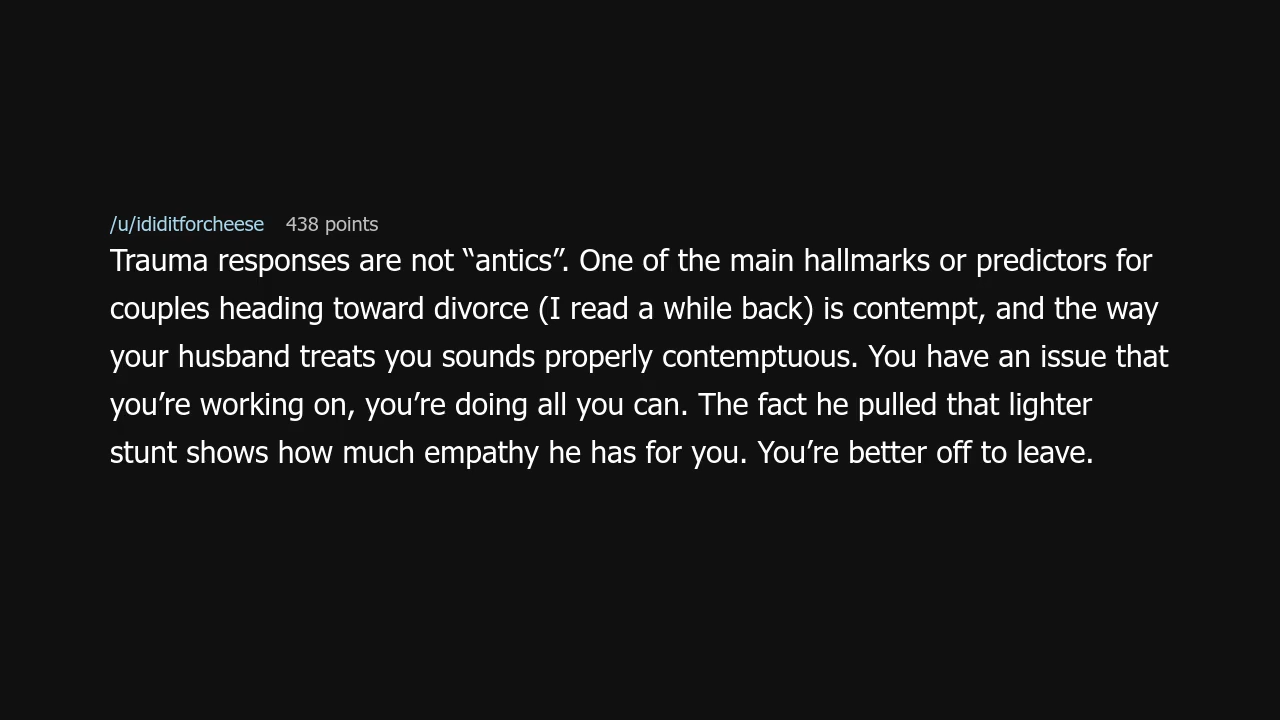 /u/ididitforcheese 438 points
Trauma responses are not “antics”. One of the main hallmarks or predictors for
couples heading toward divorce (I read a while back) is contempt, and the way
your husband treats you sounds properly contemptuous. You have an issue that
you’re working on, you’re doing all you can. The fact he pulled that lighter
stunt shows how much empathy he has for you. You’re better off to leave.